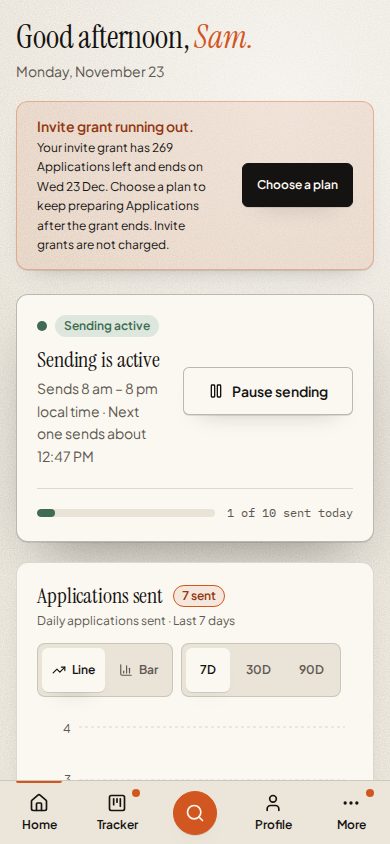 Good afternoon, Sam.
Monday, November 23
Invite grant running out.
Your invite grant has 269
Applications left and ends on
Wed 23 Dec. Choose a plan to
keep preparing Applications
after the grant ends. Invite
grants are not charged.
Choose a plan
Sending active
Sending is active
Sends 8 am – 8 pm
local time · Next
one sends about
12:47 PM
Pause sending
1 of 10 sent today
Applications sent 7 sent
Daily applications sent · Last 7 days
Line Bar 7D 30D 90D
4
3
Home Tracker Profile More